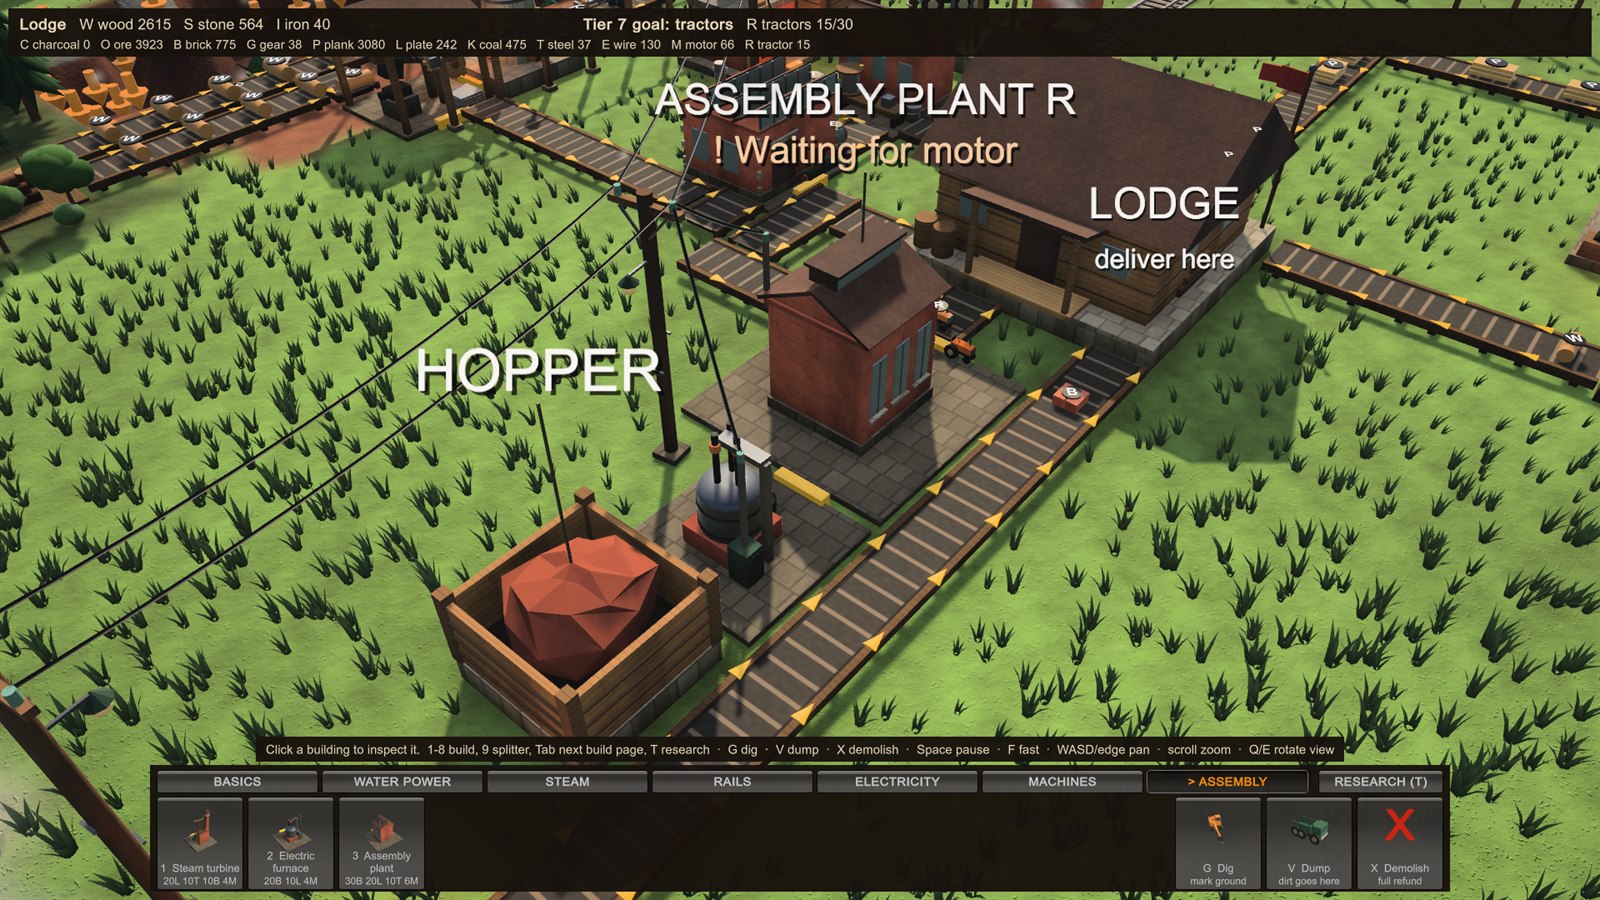 Lodge W wood 2615 S stone 564 I iron 40
Tier 7 goal: tractors R tractors 15/30
C charcoal 0 O ore 3923 B brick 775 G gear 38 P plank 3080 L plate 242 K coal 475 T steel 37 E wire 130 M motor 66 R tractor 15
ASSEMBLY PLANT R
! Waiting for motor
LODGE
deliver here
HOPPER
B
W
Click a building to inspect it. 1-8 build, 9 splitter, Tab next build page, T research · G dig · V dump · X demolish · Space pause · F fast · WASD/edge pan · scroll zoom · Q/E rotate view
BASICS
WATER POWER
STEAM
RAILS
ELECTRICITY
MACHINES
> ASSEMBLY
RESEARCH (T)
1 Steam turbine
20L 10T 10B 4M
2 Electric furnace
20B 10L 4M
3 Assembly plant
30B 20L 10T 6M
G Dig
mark ground
V Dump
dirt goes here
X Demolish
full refund